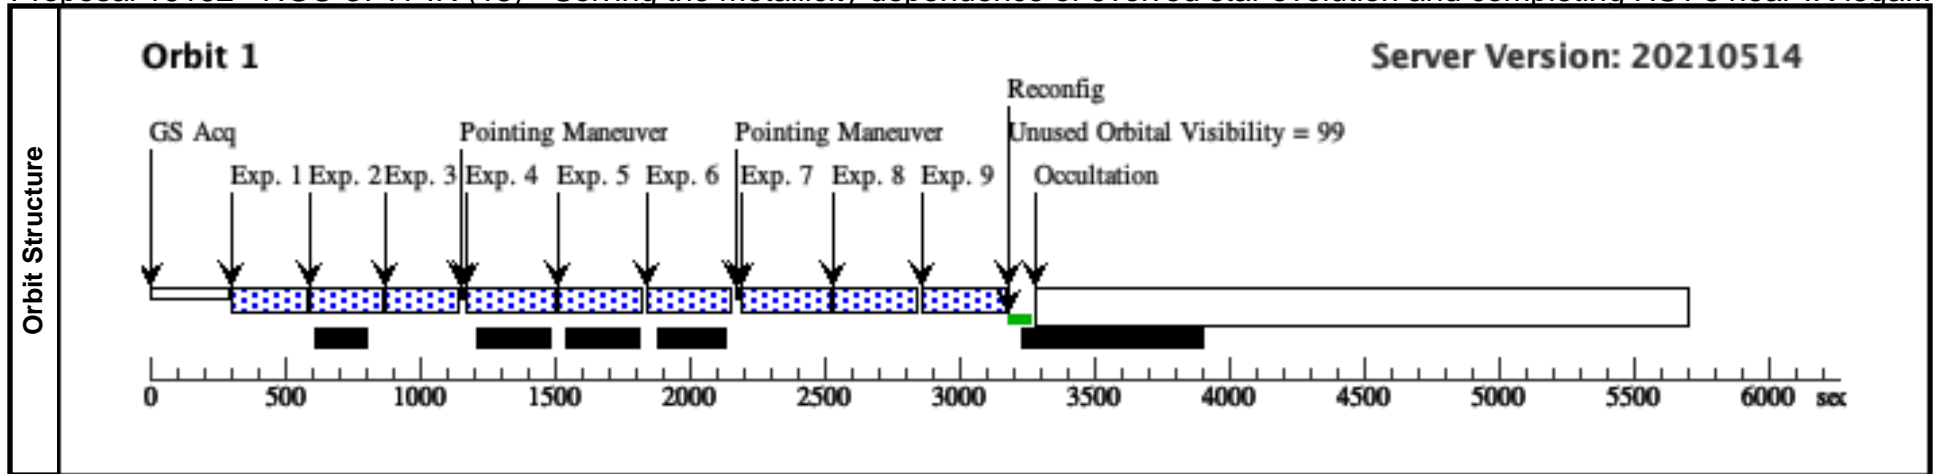 Orbit 1
Server Version: 20210514
Reconfig
GS Acq
Pointing Maneuver
Pointing Maneuver
Unused Orbital Visibility = 99
Exp. 1
Exp. 2
Exp. 3
Exp. 4
Exp. 5
Exp. 6
Exp. 7
Exp. 8
Exp. 9
Occultation
Orbit Structure
0 500 1000 1500 2000 2500 3000 3500 4000 4500 5000 5500 6000 sec